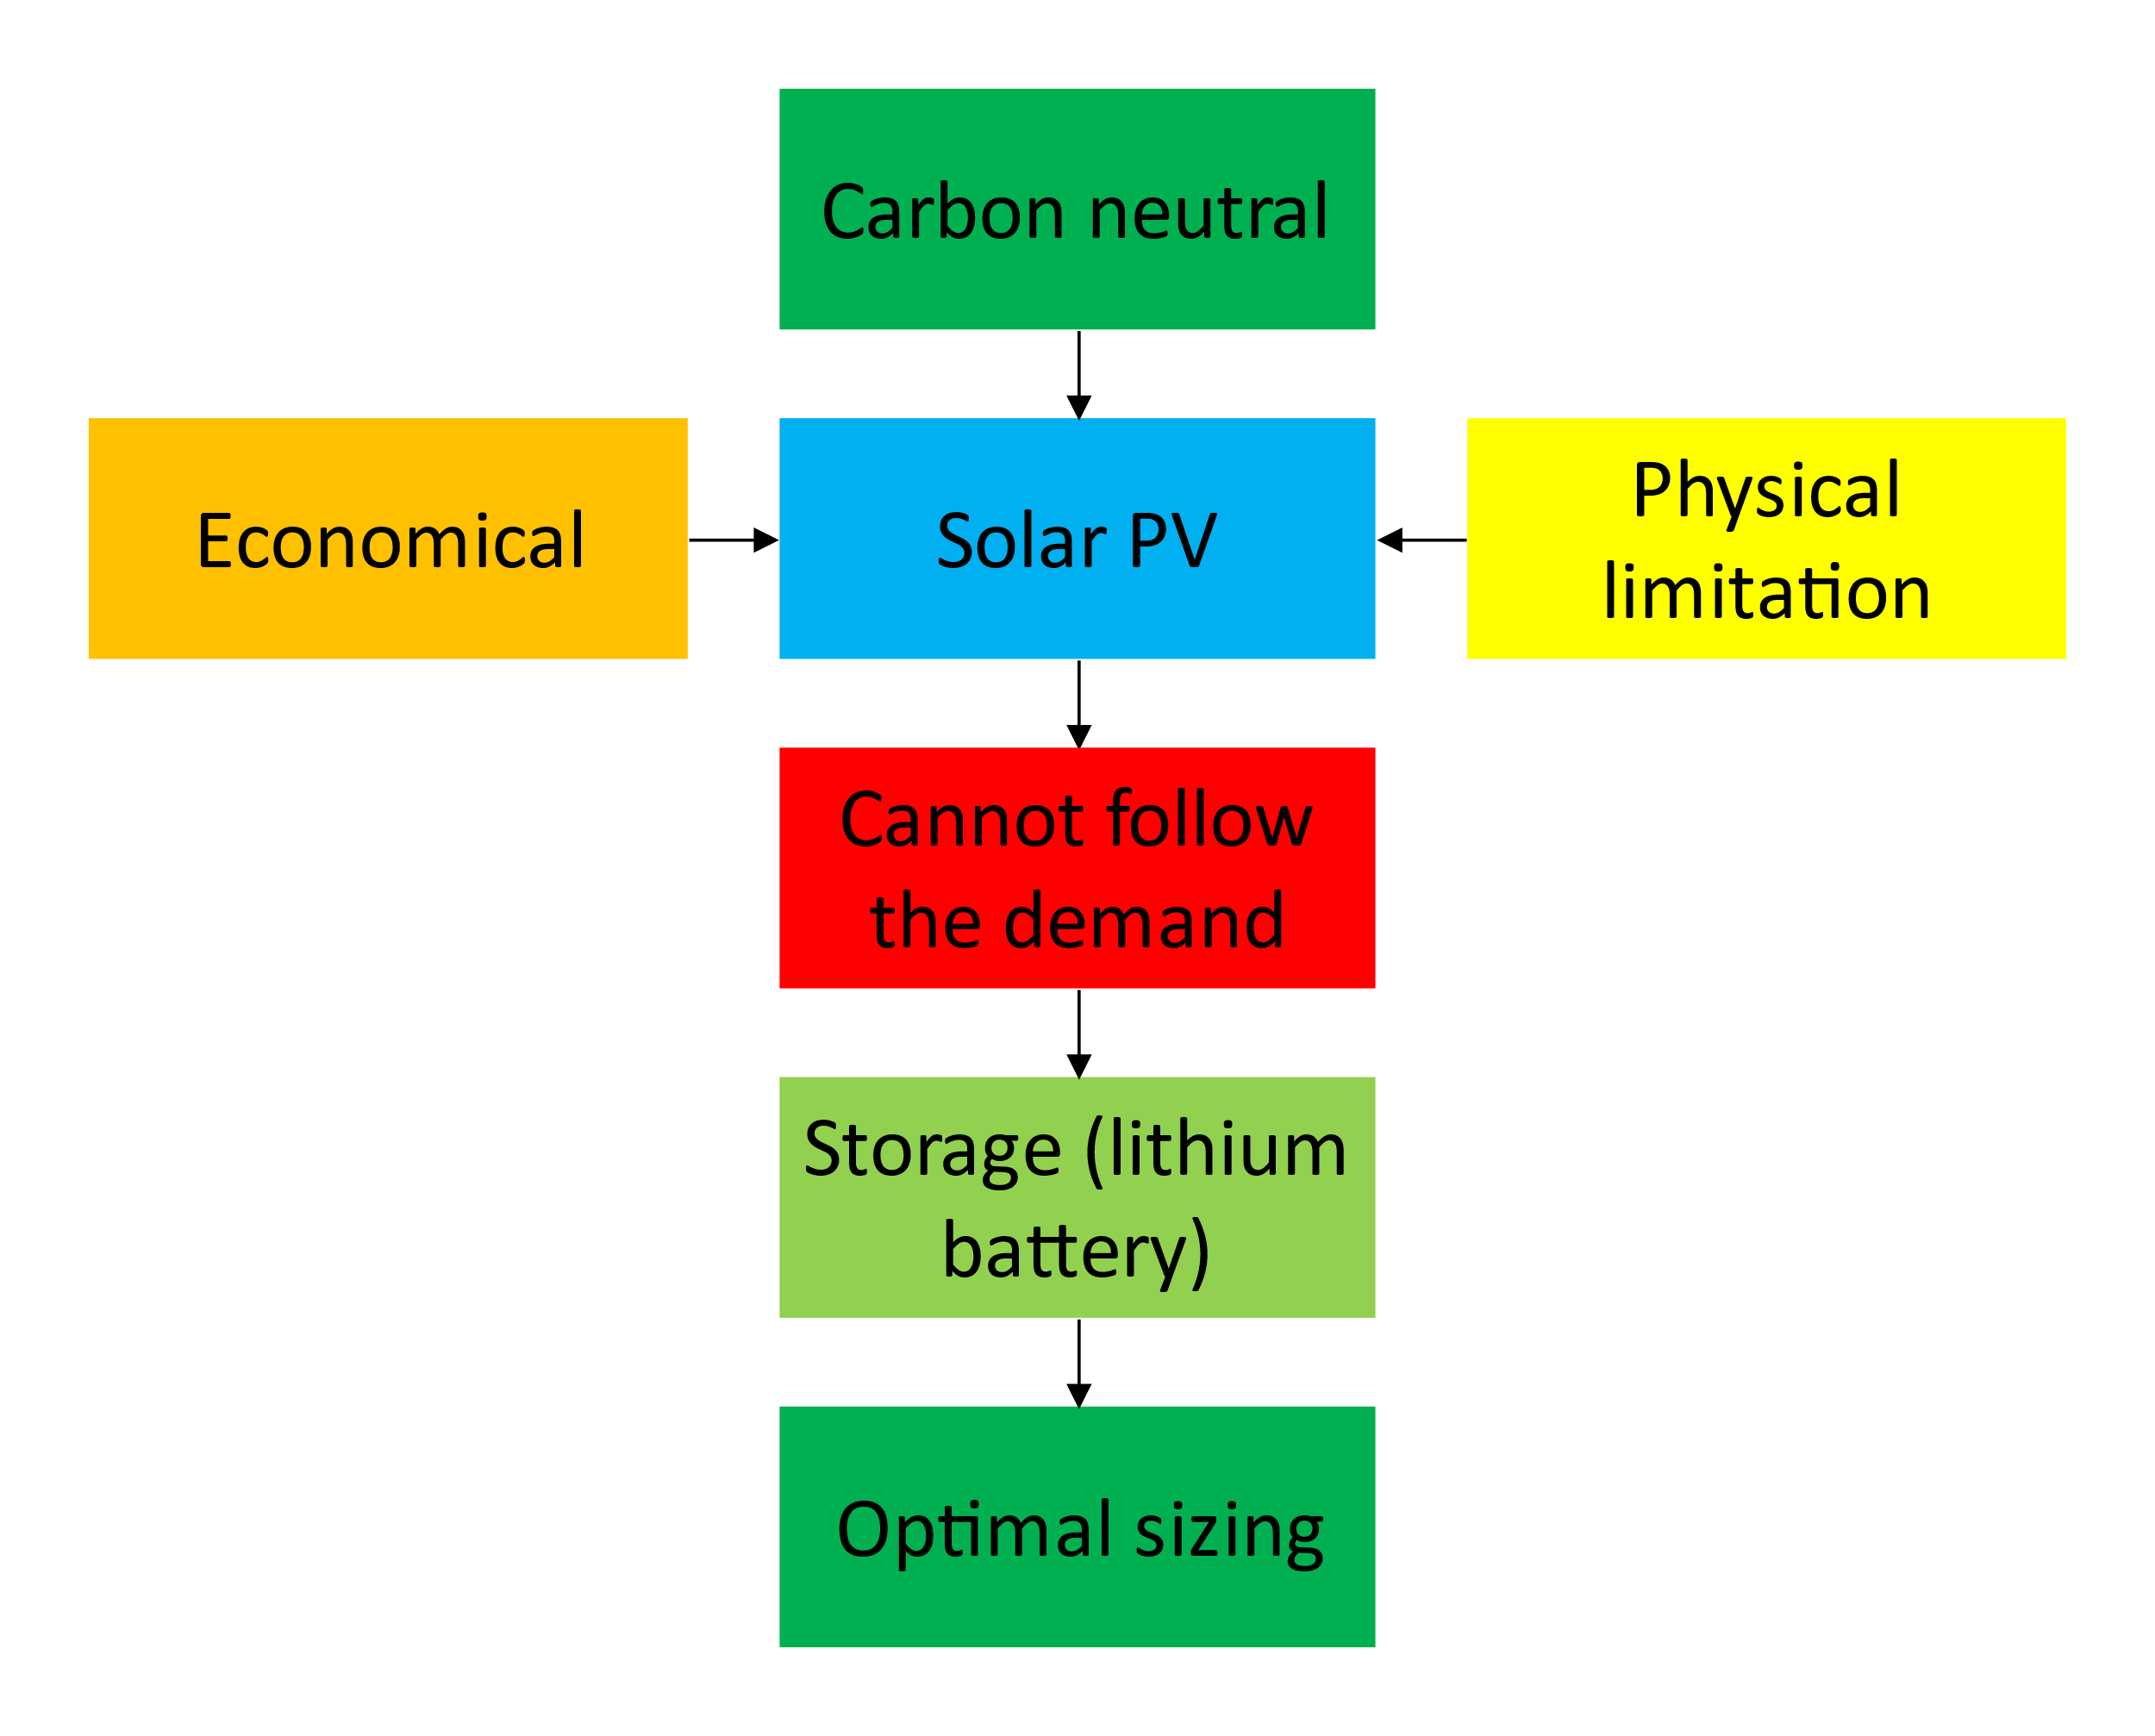 Carbon neutral
Economical
Solar PV
Physical
limitation
Cannot follow
the demand
Storage (lithium
battery)
Optimal sizing